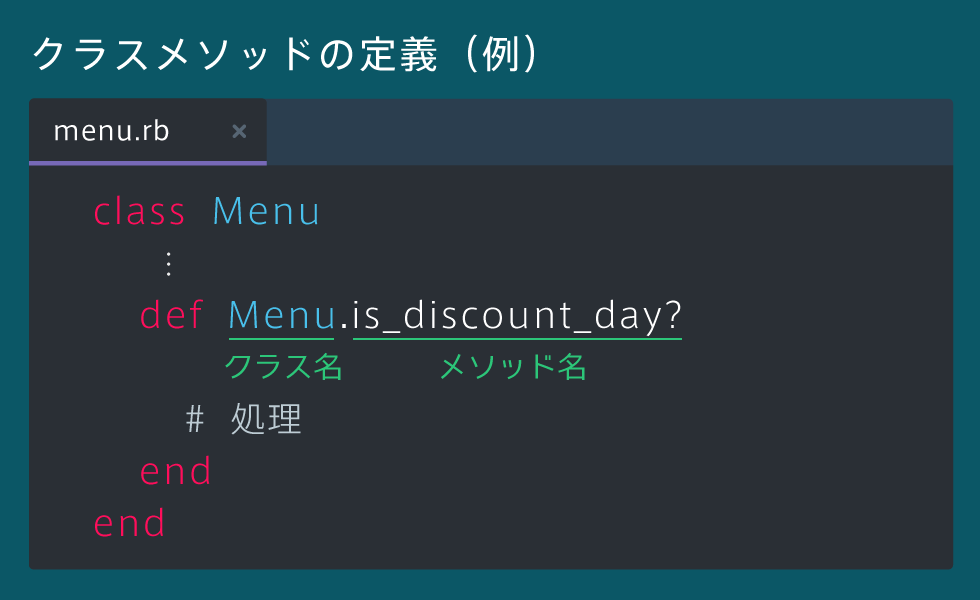 クラスメソッドの定義（例）
menu.rb ×
class Menu
⋮
def Menu.is_discount_day?
クラス名 メソッド名
# 処理
end
end